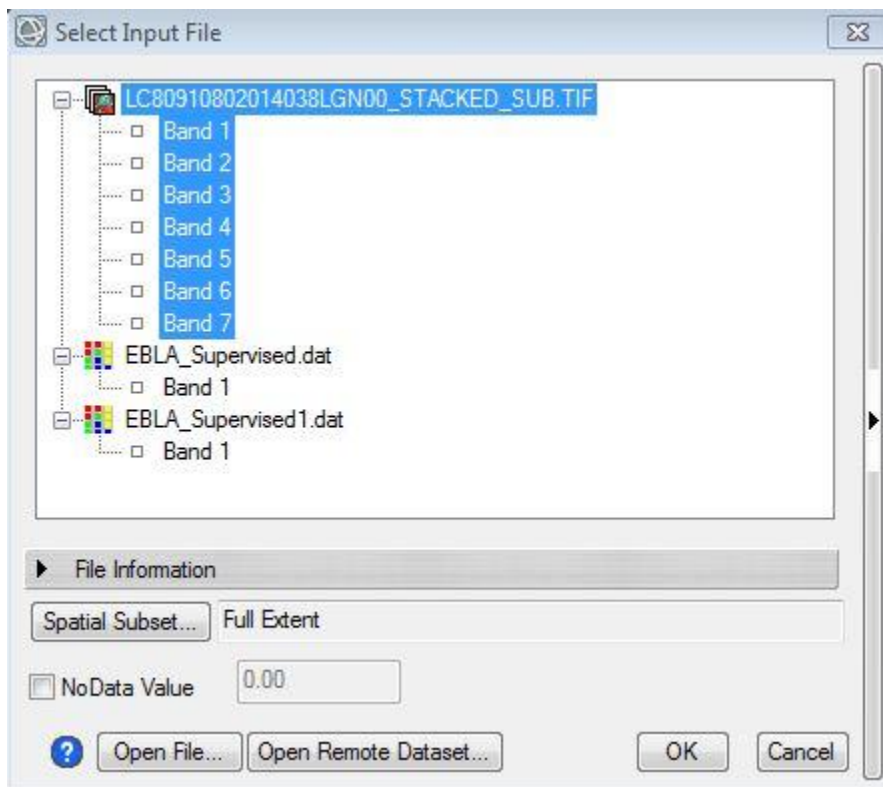 Select Input File
LC80910802014038LGN00_STACKED_SUB.TIF
Band 1
Band 2
Band 3
Band 4
Band 5
Band 6
Band 7
EBLA_Supervised.dat
Band 1
EBLA_Supervised1.dat
Band 1
File Information
Spatial Subset... Full Extent
NoData Value 0.00
? Open File... Open Remote Dataset... OK Cancel